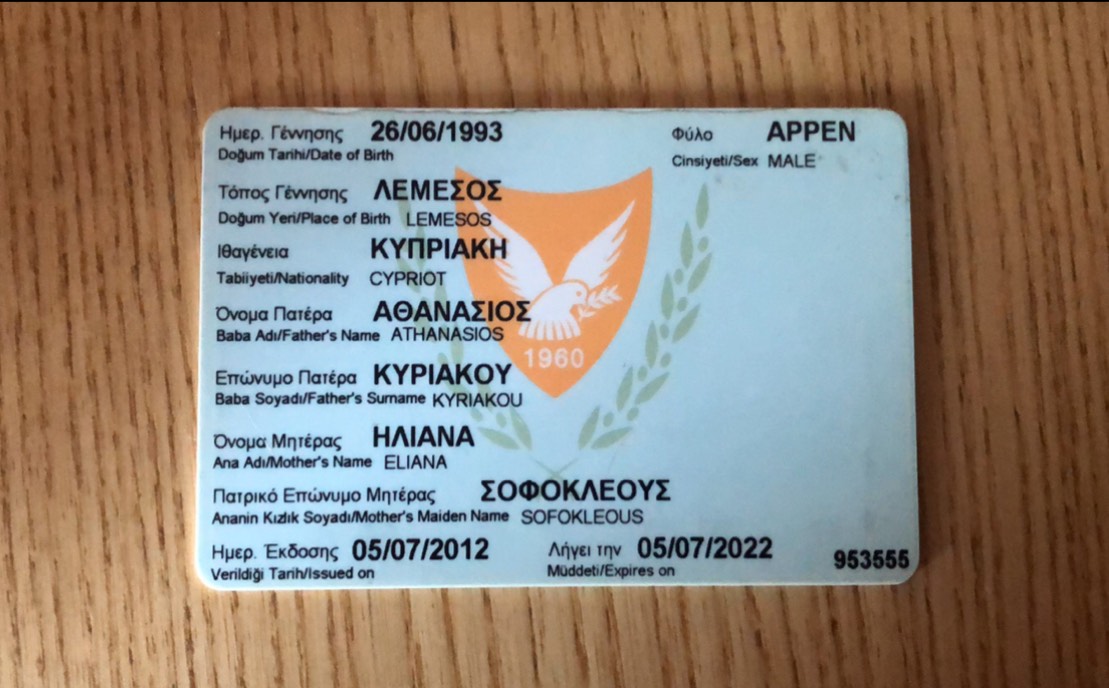 Ημερ. Γέννησης 26/06/1993 Φύλο ΑΡΡΕΝ
Doğum Tarihi/Date of Birth Cinsiyeti/Sex MALE
Τόπος Γέννησης ΛΕΜΕΣΟΣ
Doğum Yeri/Place of Birth LEMESOS
Ιθαγένεια ΚΥΠΡΙΑΚΗ
Tabiiyeti/Nationality CYPRIOT
Όνομα Πατέρα ΑΘΑΝΑΣΙΟΣ
Baba Adı/Father's Name ATHANASIOS
1960
Επώνυμο Πατέρα ΚΥΡΙΑΚΟΥ
Baba Soyadı/Father's Surname KYRIAKOU
Όνομα Μητέρας ΗΛΙΑΝΑ
Ana Adı/Mother's Name ELIANA
Πατρικό Επώνυμο Μητέρας ΣΟΦΟΚΛΕΟΥΣ
Ananin Kızlık Soyadı/Mother's Maiden Name SOFOKLEOUS
Ημερ. Έκδοσης 05/07/2012 Λήγει την 05/07/2022
Verildiği Tarih/Issued on Müddeti/Expires on 953555